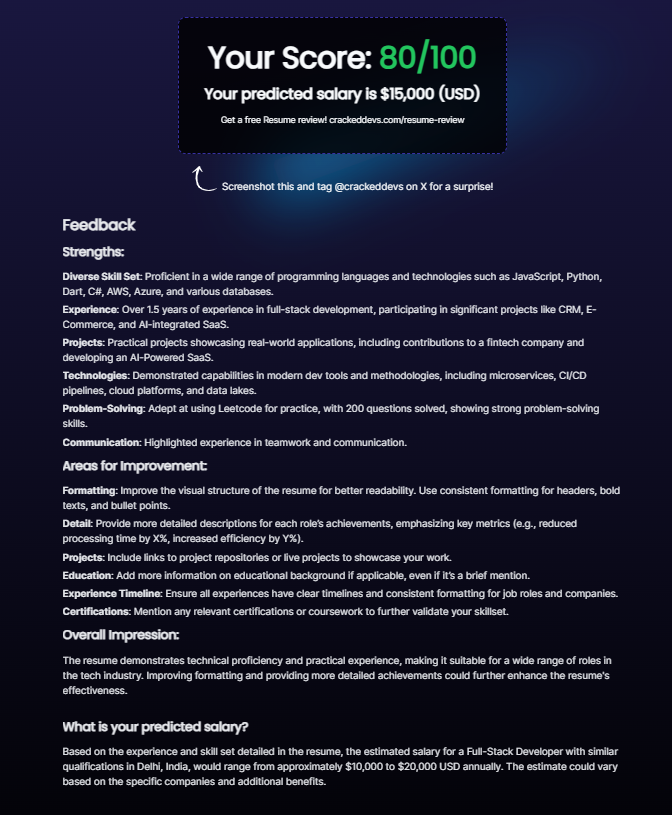 Your Score: 80/100
Your predicted salary is $15,000 (USD)
Get a free Resume review! crackeddevs.com/resume-review
Screenshot this and tag @crackeddevs on X for a surprise!
Feedback
Strengths:
Diverse Skill Set: Proficient in a wide range of programming languages and technologies such as JavaScript, Python,
Dart, C#, AWS, Azure, and various databases.
Experience: Over 1.5 years of experience in full-stack development, participating in significant projects like CRM, E-
Commerce, and AI-integrated SaaS.
Projects: Practical projects showcasing real-world applications, including contributions to a fintech company and
developing an AI-Powered SaaS.
Technologies: Demonstrated capabilities in modern dev tools and methodologies, including microservices, CI/CD
pipelines, cloud platforms, and data lakes.
Problem-Solving: Adept at using Leetcode for practice, with 200 questions solved, showing strong problem-solving
skills.
Communication: Highlighted experience in teamwork and communication.
Areas for Improvement:
Formatting: Improve the visual structure of the resume for better readability. Use consistent formatting for headers, bold
texts, and bullet points.
Detail: Provide more detailed descriptions for each role's achievements, emphasizing key metrics (e.g., reduced
processing time by X%, increased efficiency by Y%).
Projects: Include links to project repositories or live projects to showcase your work.
Education: Add more information on educational background if applicable, even if it's a brief mention.
Experience Timeline: Ensure all experiences have clear timelines and consistent formatting for job roles and companies.
Certifications: Mention any relevant certifications or coursework to further validate your skillset.
Overall Impression:
The resume demonstrates technical proficiency and practical experience, making it suitable for a wide range of roles in
the tech industry. Improving formatting and providing more detailed achievements could further enhance the resume's
effectiveness.
What is your predicted salary?
Based on the experience and skill set detailed in the resume, the estimated salary for a Full-Stack Developer with similar
qualifications in Delhi, India, would range from approximately $10,000 to $20,000 USD annually. The estimate could vary
based on the specific companies and additional benefits.